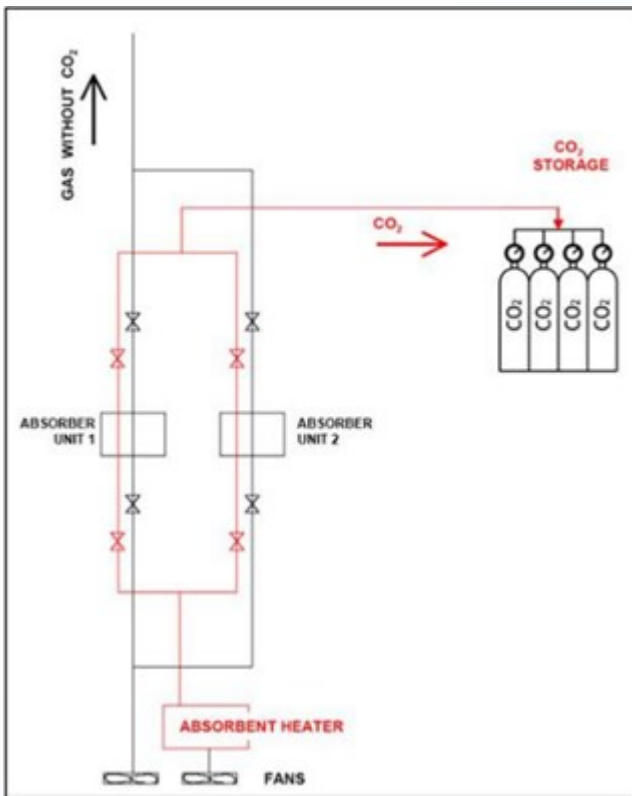 GAS WITHOUT CO₂
CO₂
STORAGE
CO₂
CO₂
CO₂
CO₂
CO₂
ABSORBER
UNIT 1
ABSORBER
UNIT 2
ABSORBENT HEATER
FANS